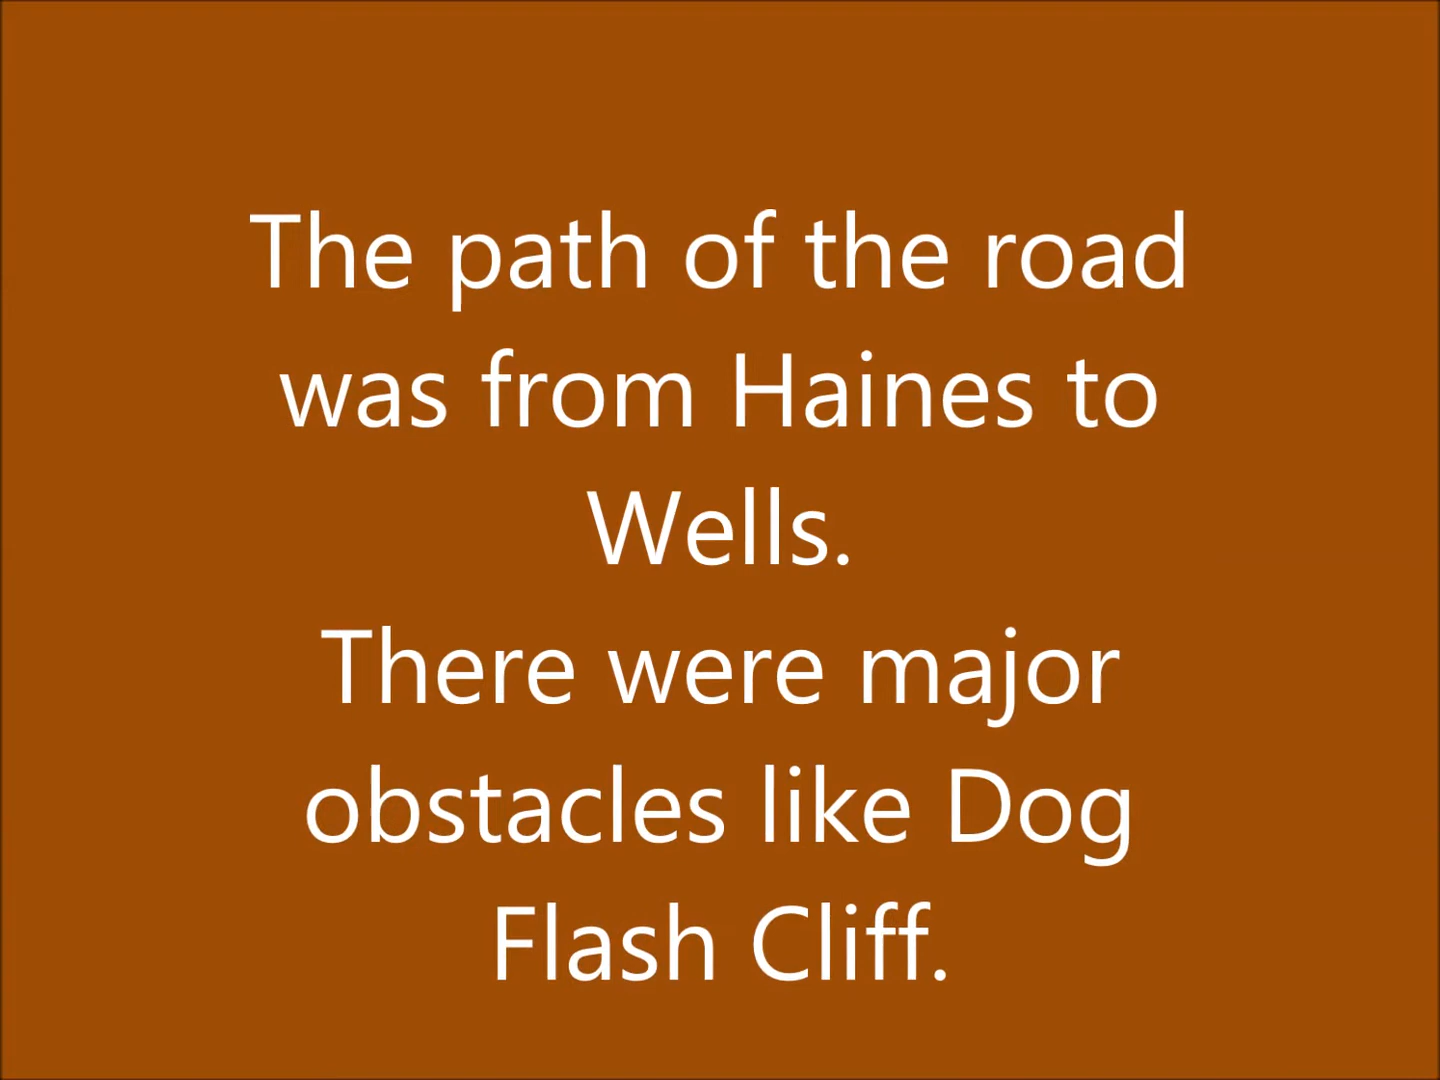 The path of the road
was from Haines to
Wells.
There were major
obstacles like Dog
Flash Cliff.